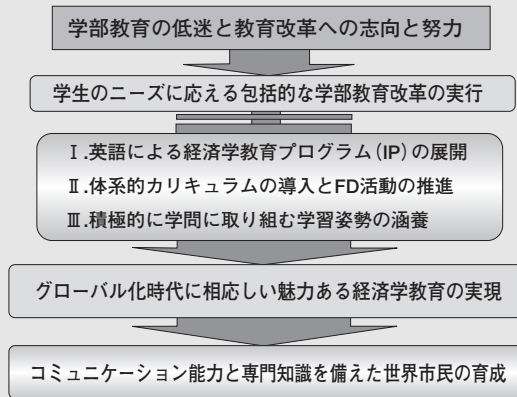 学部教育の低迷と教育改革への志向と努力
学生のニーズに応える包括的な学部教育改革の実行
Ⅰ.英語による経済学教育プログラム(IP)の展開
Ⅱ.体系的カリキュラムの導入とFD活動の推進
Ⅲ.積極的に学問に取り組む学習姿勢の涵養
グローバル化時代に相応しい魅力ある経済学教育の実現
コミュニケーション能力と専門知識を備えた世界市民の育成